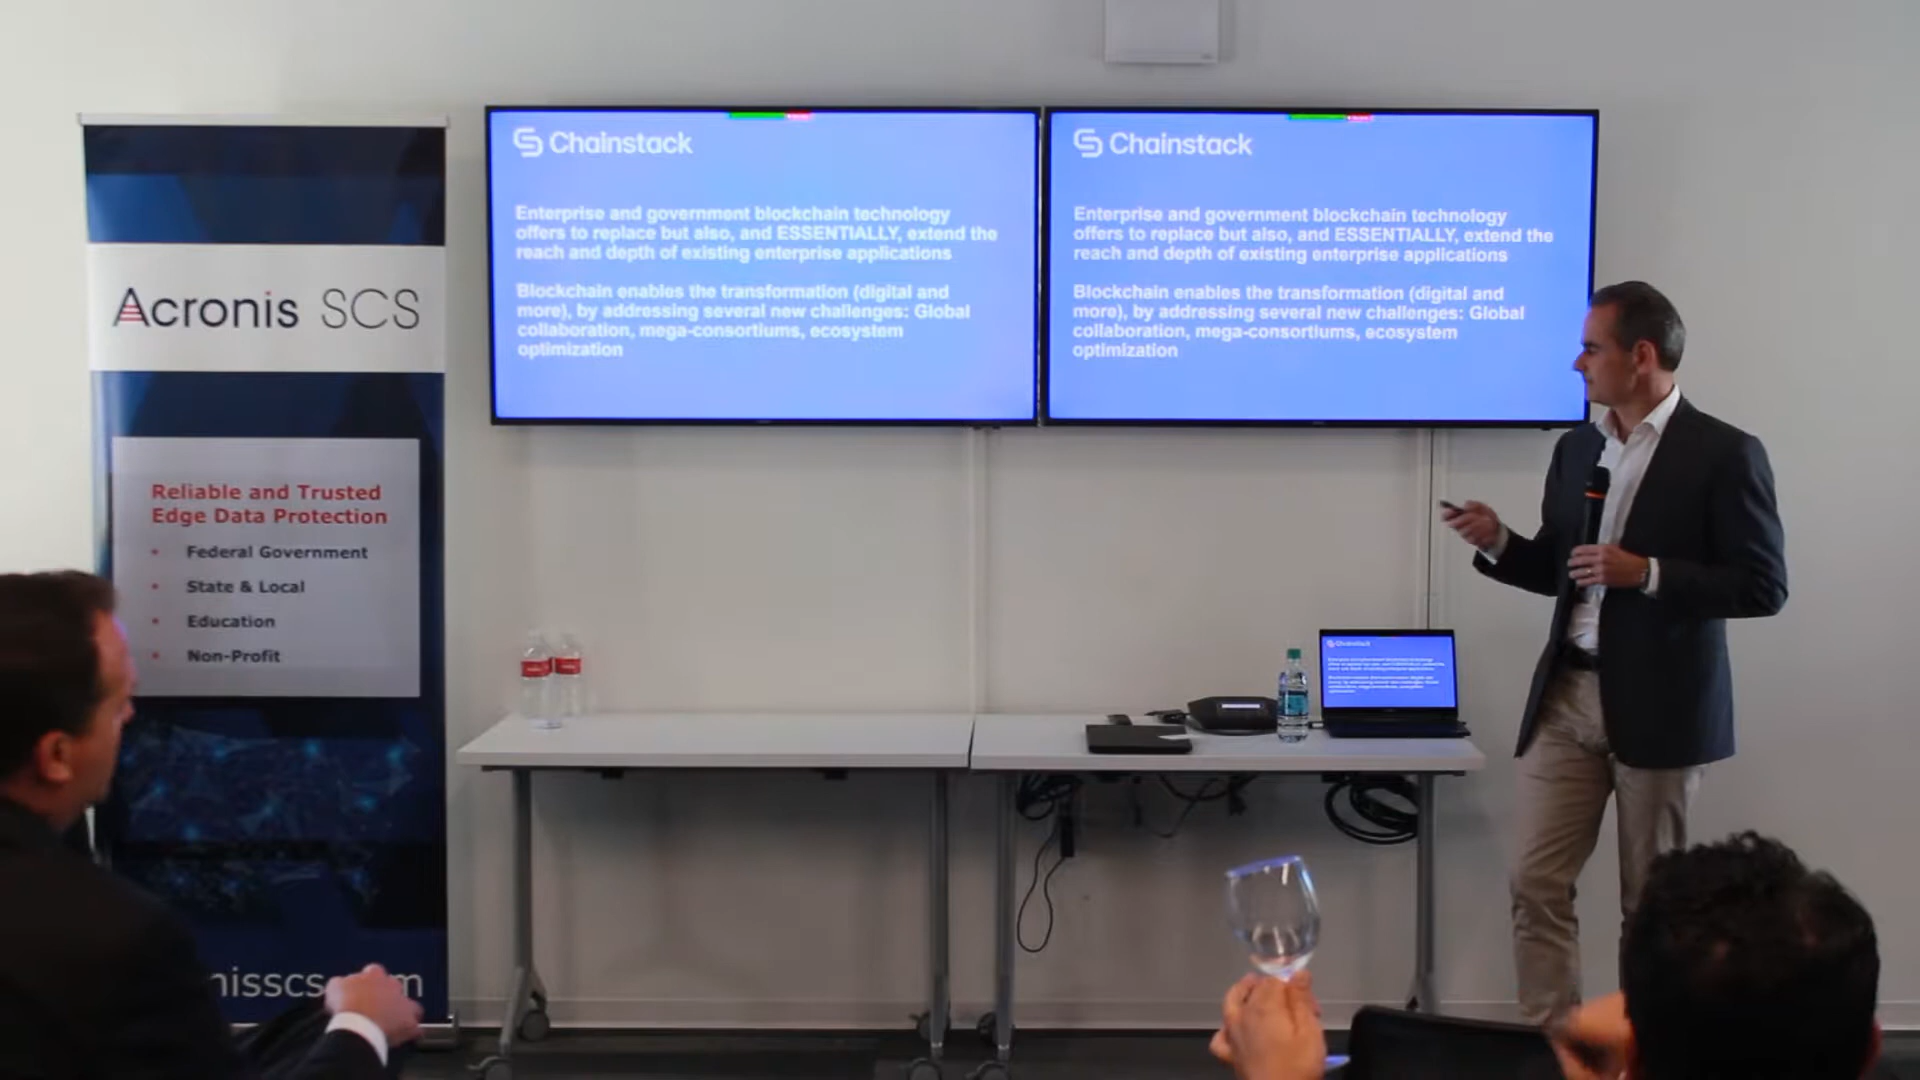 Acronis SCS
Reliable and Trusted
Edge Data Protection
• Federal Government
• State & Local
• Education
• Non-Profit
Chainstack
Enterprise and government blockchain technology
offers to replace but also, and ESSENTIALLY, extend the
reach and depth of existing enterprise applications
Blockchain enables the transformation (digital and
more), by addressing several new challenges: Global
collaboration, mega-consortiums, ecosystem
optimization
Chainstack
Enterprise and government blockchain technology
offers to replace but also, and ESSENTIALLY, extend the
reach and depth of existing enterprise applications
Blockchain enables the transformation (digital and
more), by addressing several new challenges: Global
collaboration, mega-consortiums, ecosystem
optimization
Chainstack